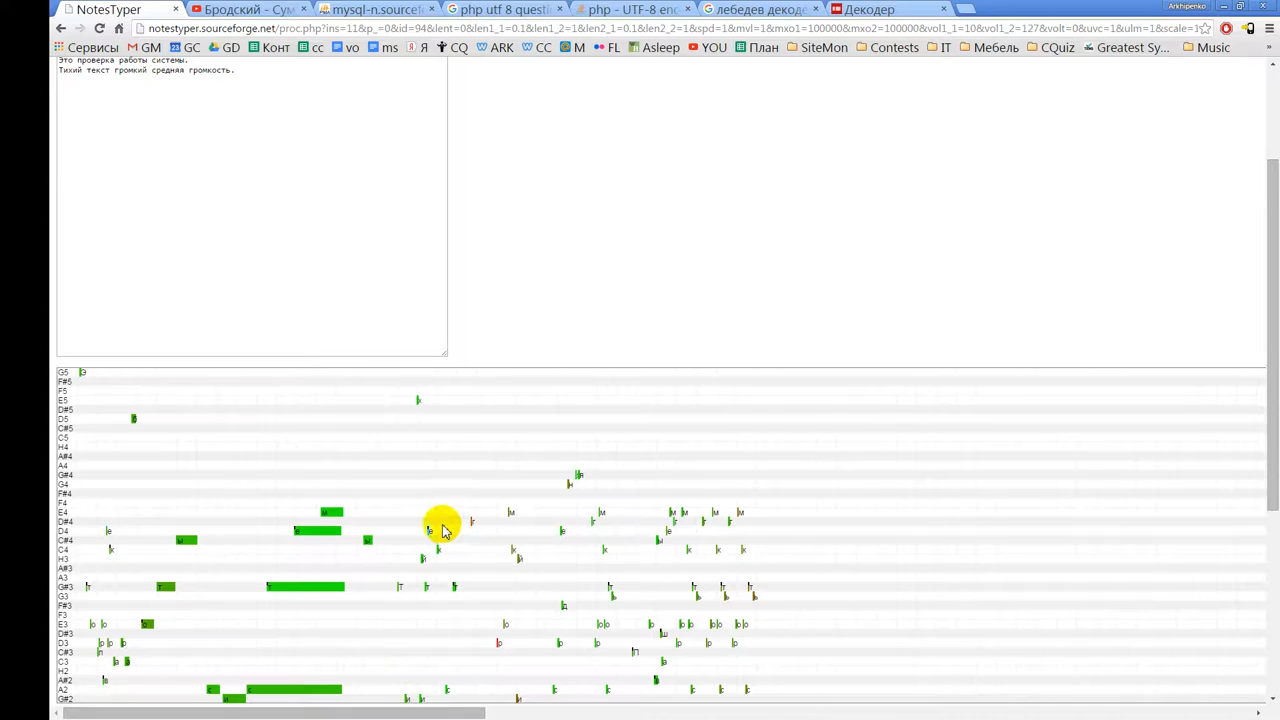 NotesTyper
Бродский - Сум
mysql-n.sourcef
php utf 8 questi
php - UTF-8 enc
лебедев декоде
Декодер
Arkhipenko
notestyper.sourceforge.net/proc.php?ins=11&p_=0&id=94&lent=0&len1_1=0.1&len1_2=1&len2_1=0.1&len2_2=1&spd=1&mvl=1&mxo1=100000&mxo2=100000&vol1_1=10&vol1_2=127&volt=0&uvc=1&ulm=1&scale=1
Сервисы GM GC GD Конт cc vo ms Я CQ ARK CC M FL Asleep YOU План SiteMon Contests IT Мебель CQuiz Greatest Sy... Music
Это проверка работы системы.
Тихий текст громкий средняя громкость.
G5 Э
F#5
F5
E5 х
D#5
D5
C#5
C5
H4
A#4
A4
G#4 я
G4 н
F#4
F4
E4 м м м м м м м
D#4 г г г г г
D4 е е е е е
C#4 ы ы ы
C4 к к к к к к к
H3 й й
A#3
A3
G#3 т т т Т т т т т т т
G3 ь ь ь ь
F#3 д
F3
E3 о о о о о о о о о о о о
D#3 ш
D3 р р р р р р р р р
C#3 п П
C3 а а а
H2
A#2 в
A2 с с с с с с с с
G#2 и и и и